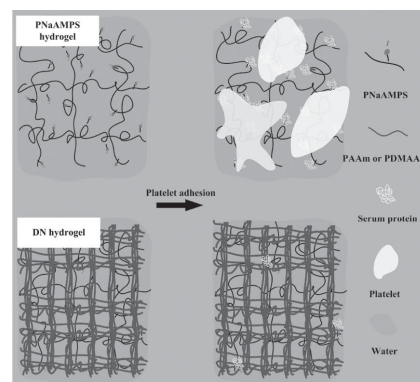 PNaAMPS
hydrogel
PNaAMPS
PAAm or PDMAA
Platelet adhesion
Serum protein
DN hydrogel
Platelet
Water